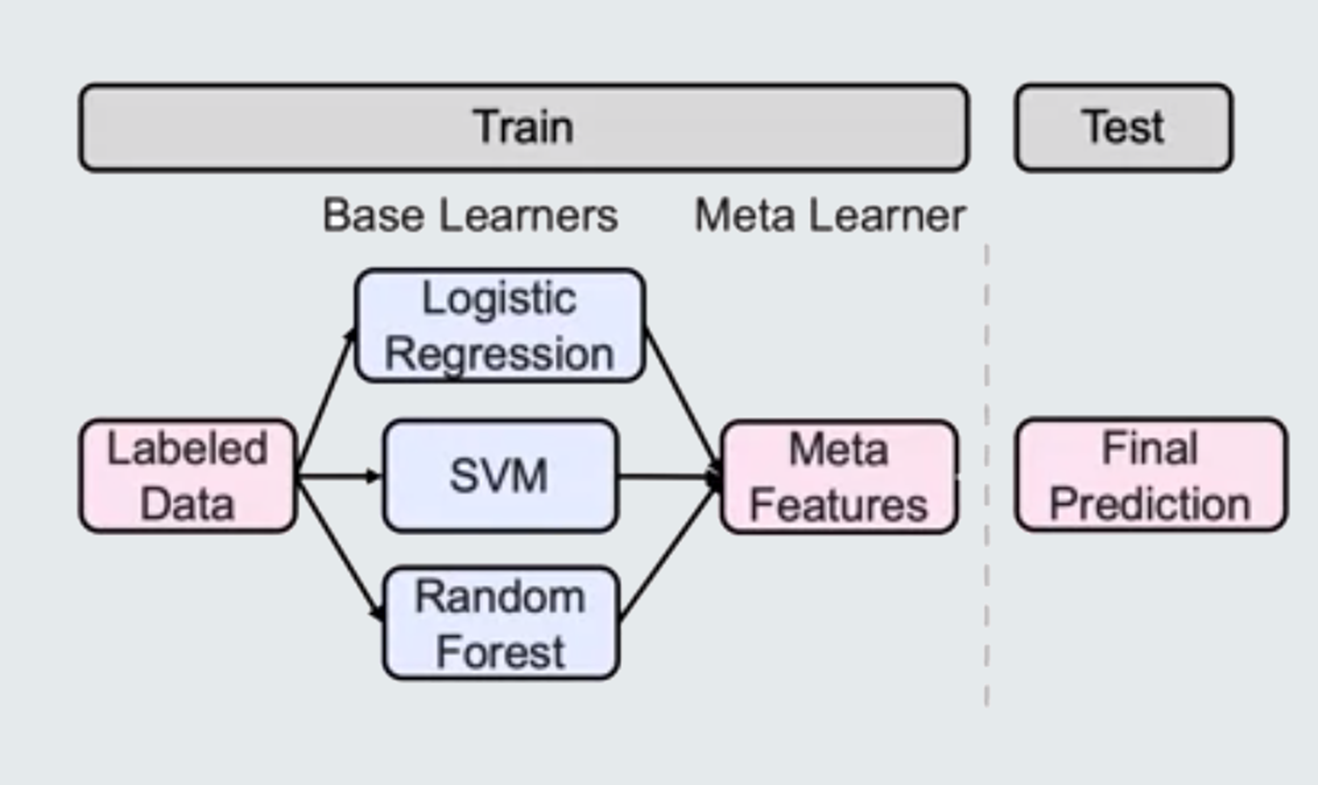 Train
Test
Base Learners
Meta Learner
Logistic
Regression
Labeled
Data
SVM
Meta
Features
Final
Prediction
Random
Forest